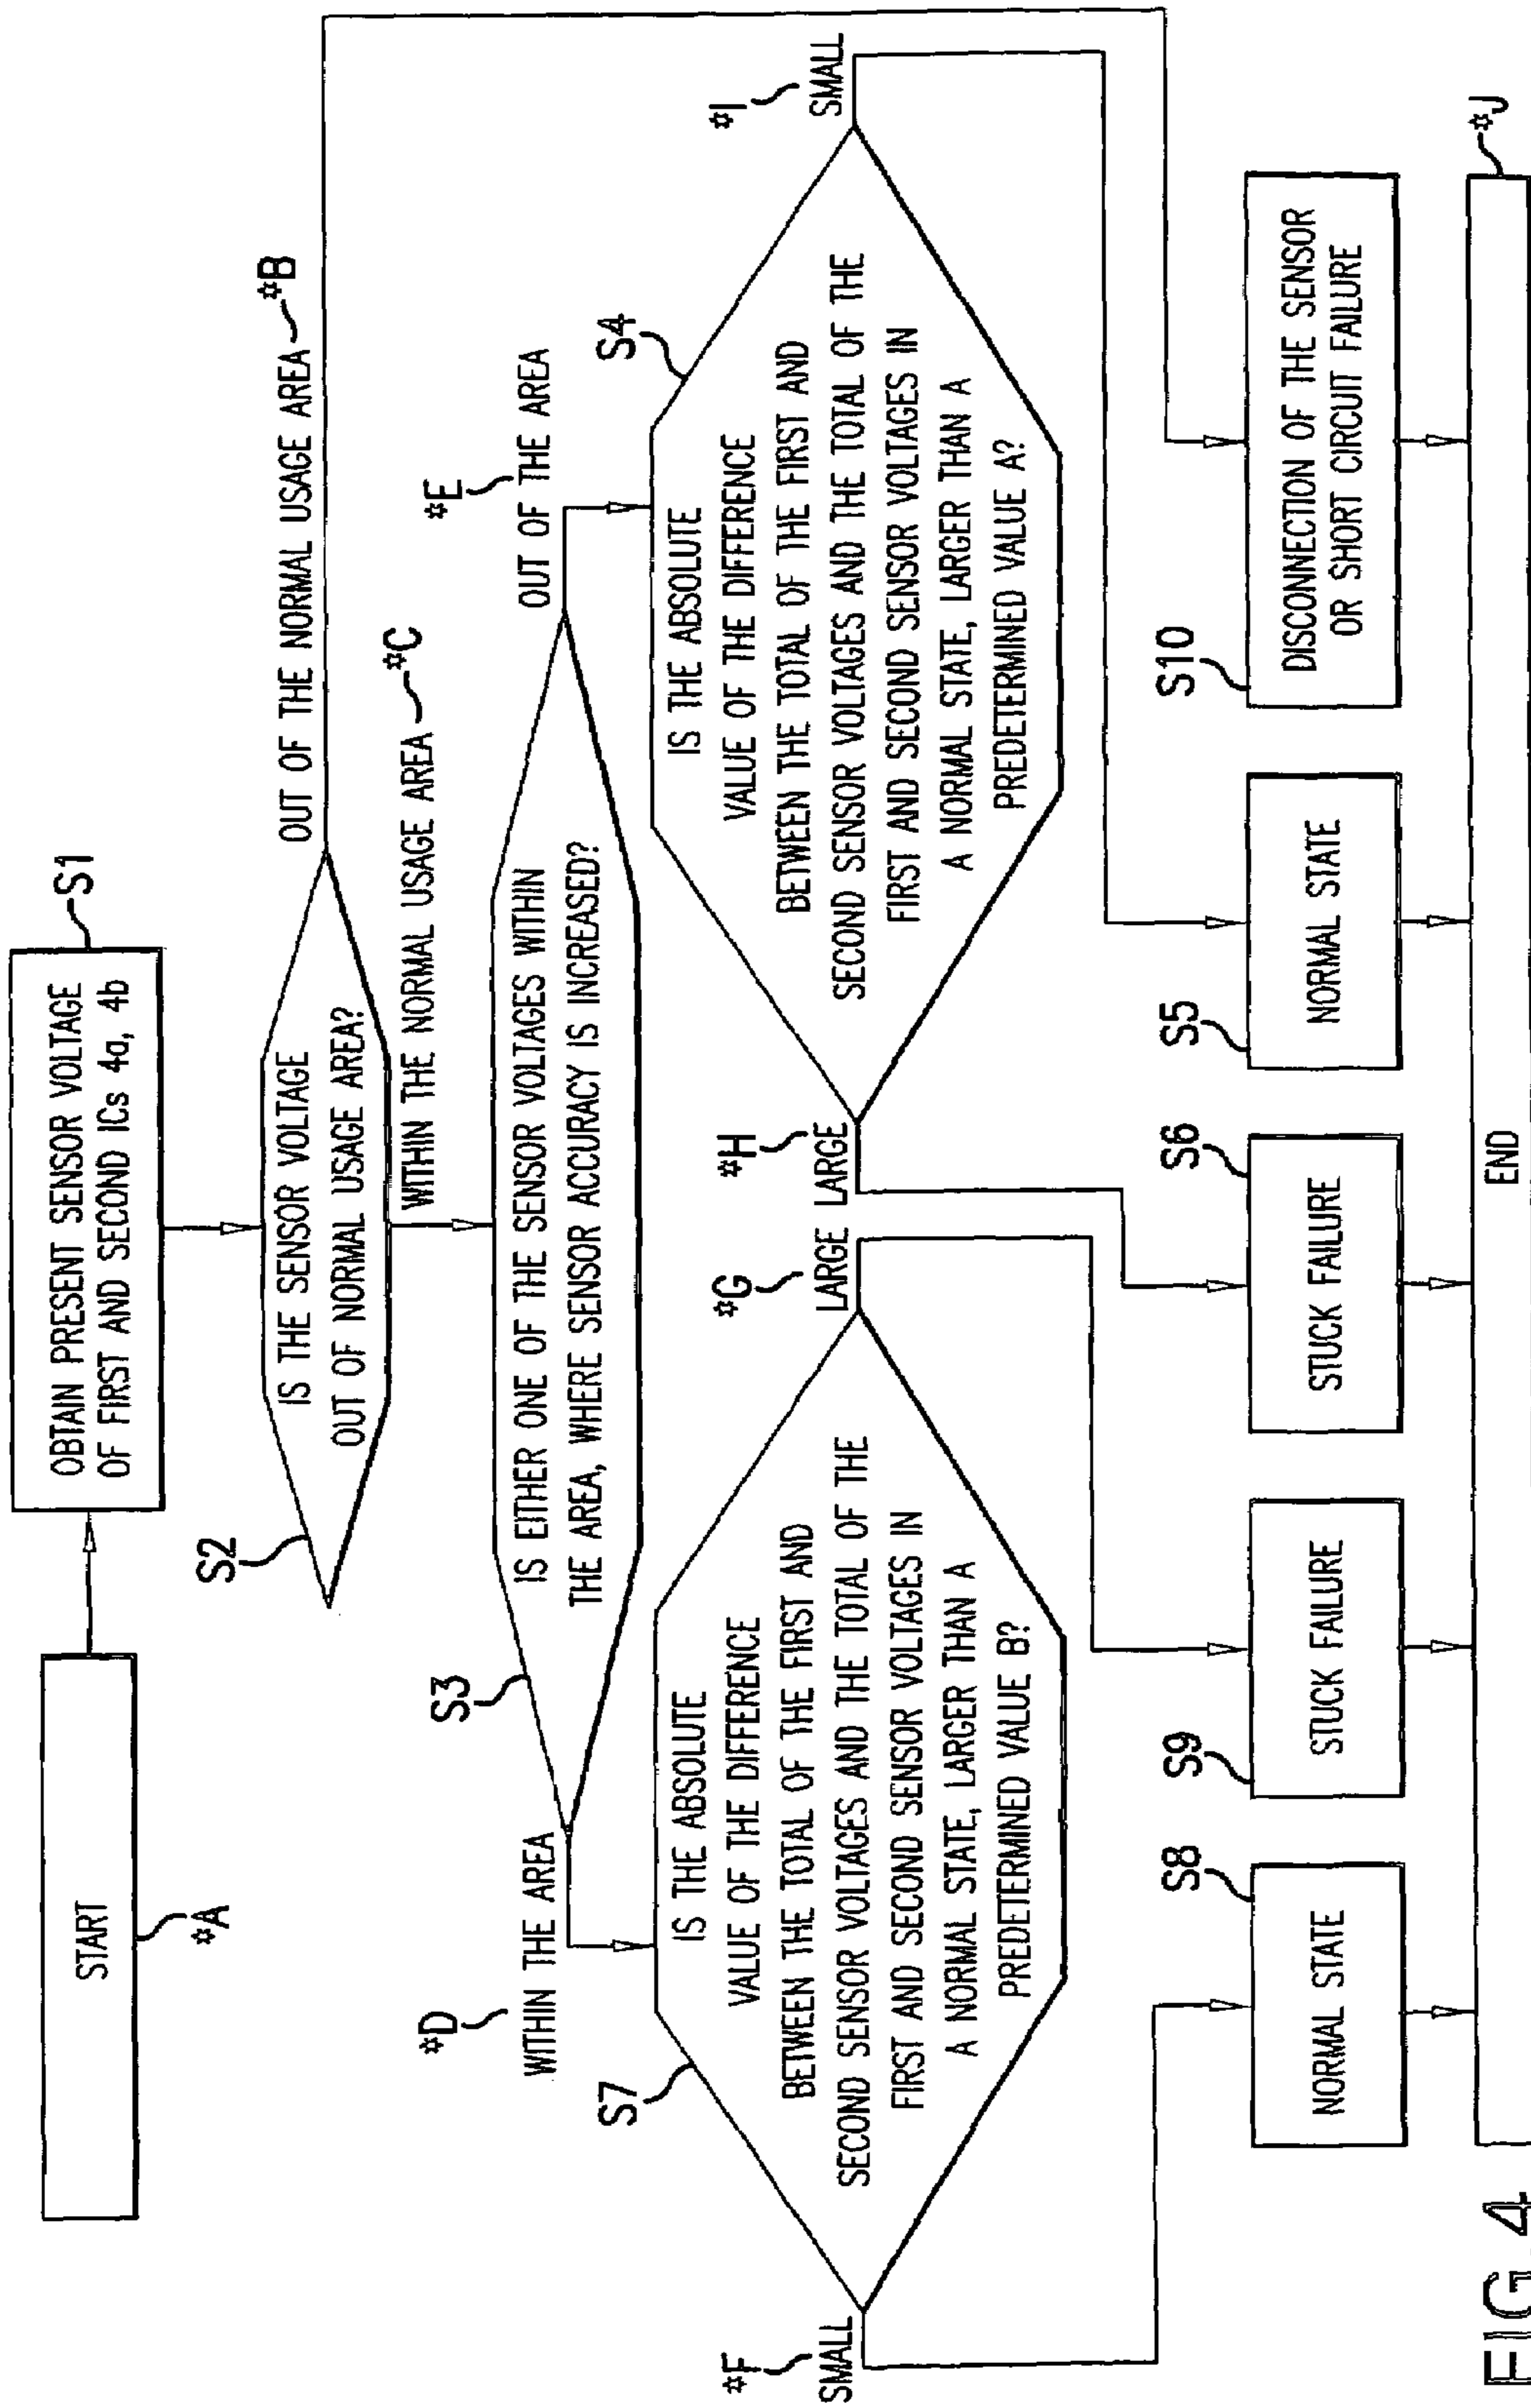 START
*A
OBTAIN PRESENT SENSOR VOLTAGE
OF FIRST AND SECOND ICs 4a, 4b
S1
S2
IS THE SENSOR VOLTAGE
OUT OF NORMAL USAGE AREA?
OUT OF THE NORMAL USAGE AREA
*B
WITHIN THE NORMAL USAGE AREA
*C
S3
IS EITHER ONE OF THE SENSOR VOLTAGES WITHIN
THE AREA, WHERE SENSOR ACCURACY IS INCREASED?
*D
WITHIN THE AREA
*E
OUT OF THE AREA
S7
IS THE ABSOLUTE
VALUE OF THE DIFFERENCE
BETWEEN THE TOTAL OF THE FIRST AND
SECOND SENSOR VOLTAGES AND THE TOTAL OF THE
FIRST AND SECOND SENSOR VOLTAGES IN
A NORMAL STATE, LARGER THAN A
PREDETERMINED VALUE B?
S4
IS THE ABSOLUTE
VALUE OF THE DIFFERENCE
BETWEEN THE TOTAL OF THE FIRST AND
SECOND SENSOR VOLTAGES AND THE TOTAL OF THE
FIRST AND SECOND SENSOR VOLTAGES IN
A NORMAL STATE, LARGER THAN A
PREDETERMINED VALUE A?
*F
SMALL
*G
LARGE
*H
LARGE
*I
SMALL
S8
NORMAL STATE
S9
STUCK FAILURE
S6
STUCK FAILURE
S5
NORMAL STATE
S10
DISCONNECTION OF THE SENSOR
OR SHORT CIRCUIT FAILURE
END
*J
FIG. 4